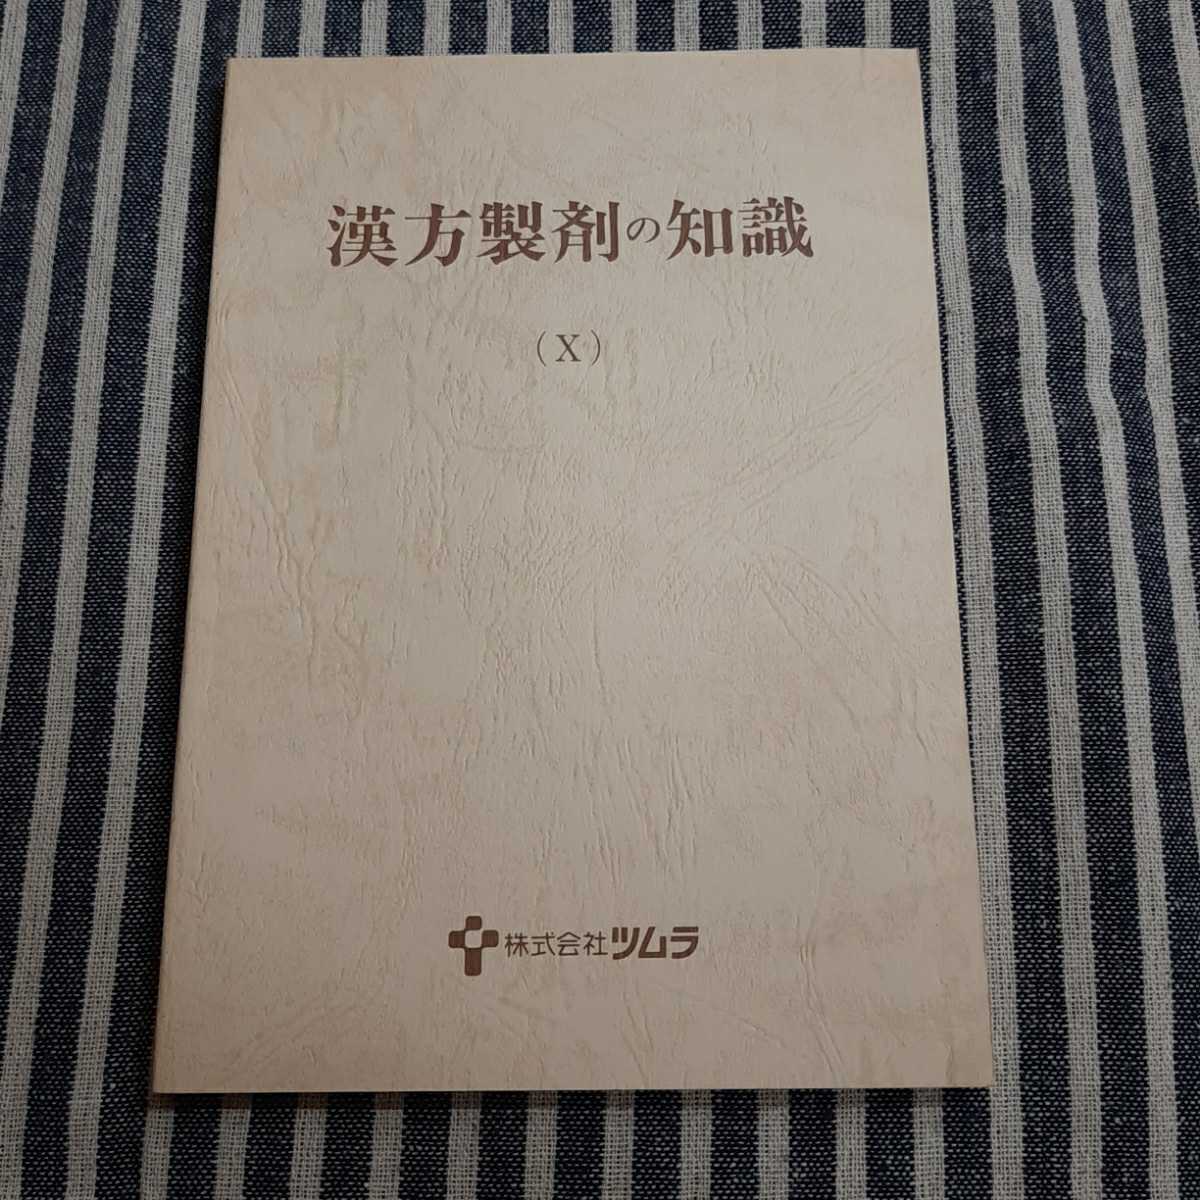 漢方製剤の知識
（X）
株式会社ツムラ